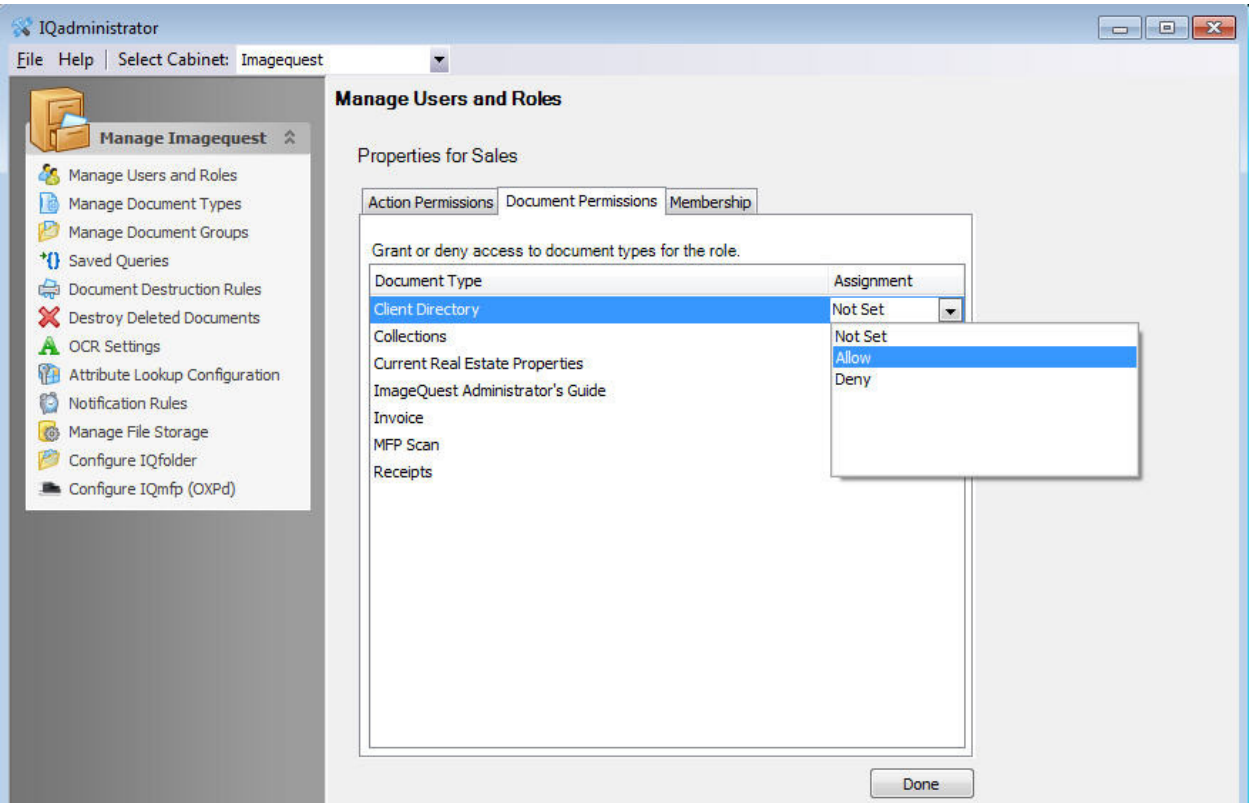 IQadministrator
File Help Select Cabinet: Imagequest
Manage Imagequest
Manage Users and Roles
Manage Document Types
Manage Document Groups
Saved Queries
Document Destruction Rules
Destroy Deleted Documents
OCR Settings
Attribute Lookup Configuration
Notification Rules
Manage File Storage
Configure IQfolder
Configure IQmfp (OXPd)
Manage Users and Roles
Properties for Sales
Action Permissions Document Permissions Membership
Grant or deny access to document types for the role.
Document Type Assignment
Client Directory Not Set
Collections
Current Real Estate Properties
ImageQuest Administrator's Guide
Invoice
MFP Scan
Receipts
Not Set
Allow
Deny
Done